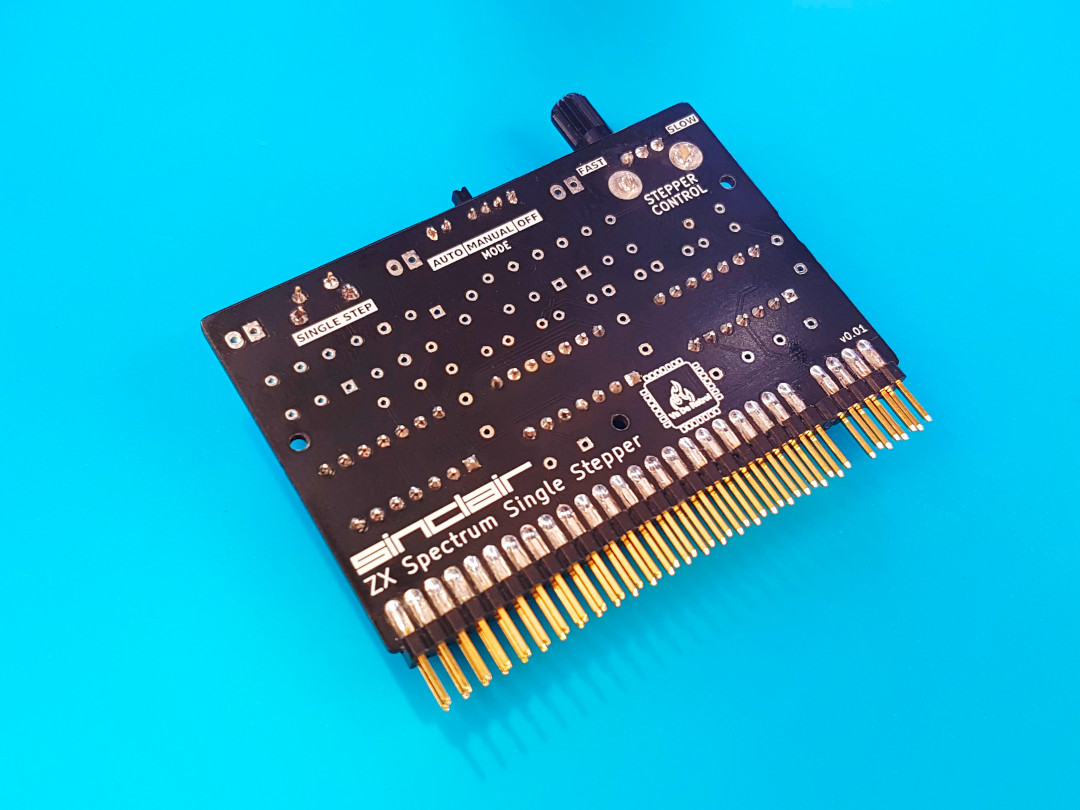 SLOW
FAST
STEPPER
CONTROL
AUTO MANUAL OFF
MODE
SINGLE STEP
v0.01
sinclair
ZX Spectrum Single Stepper